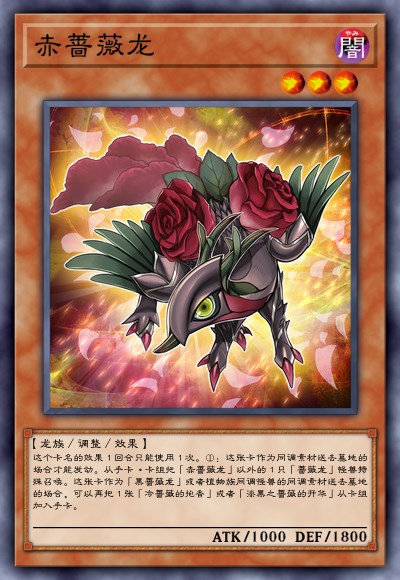 赤蔷薇龙
やみ
闇
【龙族/调整/效果】
这个卡名的效果1回合只能使用1次。①：这张卡作为同调素材送去墓地的
场合才能发动。从手卡·卡组把「赤蔷薇龙」以外的1只「蔷薇龙」怪兽特
殊召唤。这张卡作为「黑蔷薇龙」或者植物族同调怪兽的同调素材送去墓地
的场合，可以再把1张「冷蔷薇的抱香」或者「漆黑之蔷薇的开华」从卡组
加入手卡。
ATK/1000 DEF/1800